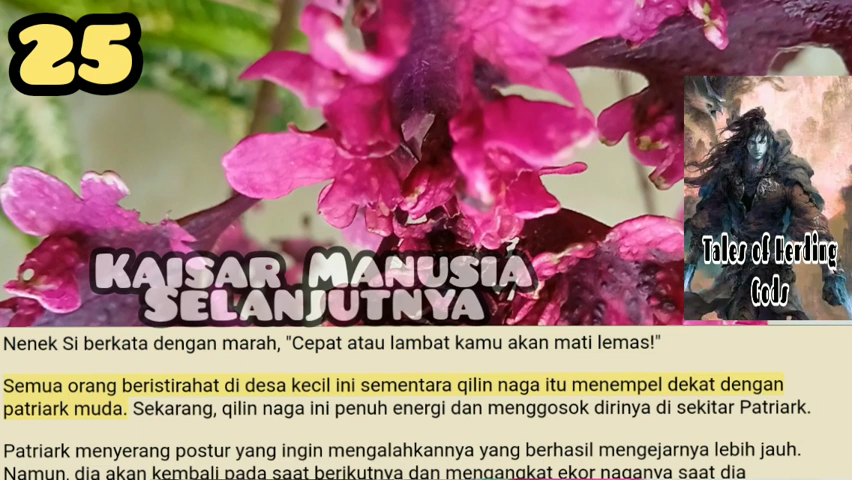 25
Tales of Herding
Gods
KAISAR MANUSIA
SELANJUTNYA
Nenek Si berkata dengan marah, "Cepat atau lambat kamu akan mati lemas!"
Semua orang beristirahat di desa kecil ini sementara qilin naga itu menempel dekat dengan
patriark muda. Sekarang, qilin naga ini penuh energi dan menggosok dirinya di sekitar Patriark.
Patriark menyerang postur yang ingin mengalahkannya yang berhasil mengejarnya lebih jauh.
Namun, dia akan kembali pada saat berikutnya dan mengangkat ekor naganya saat dia